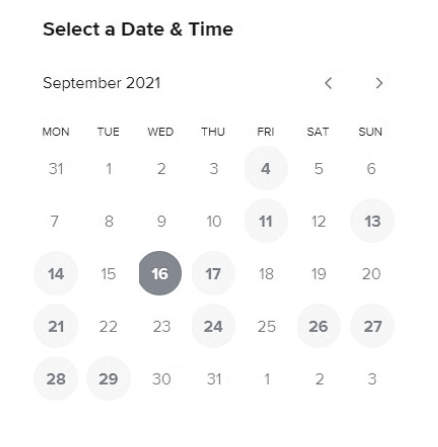 Select a Date & Time
September 2021
MON TUE WED THU FRI SAT SUN
31 1 2 3 4 5 6
7 8 9 10 11 12 13
14 15 16 17 18 19 20
21 22 23 24 25 26 27
28 29 30 31 1 2 3